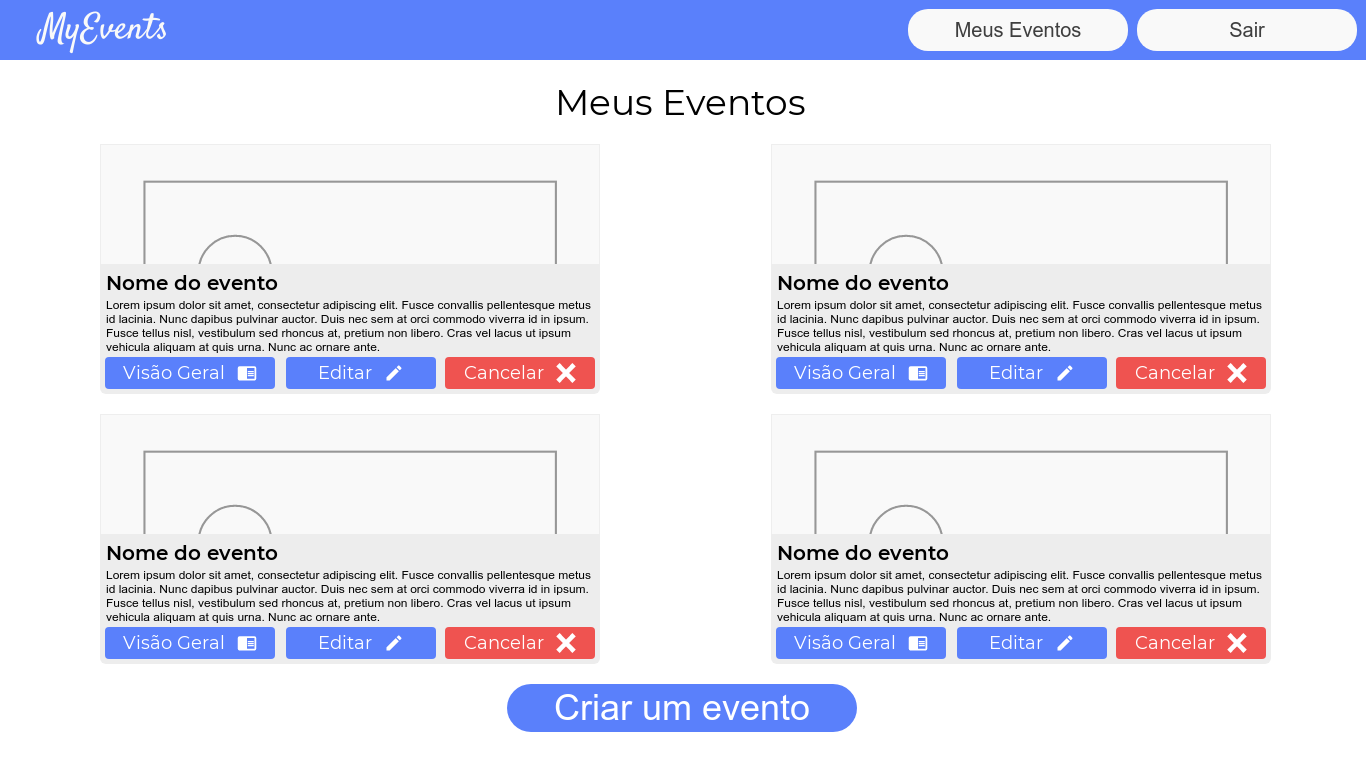 MyEvents
Meus Eventos
Sair
Meus Eventos
Nome do evento
Lorem ipsum dolor sit amet, consectetur adipiscing elit. Fusce convallis pellentesque metus
id lacinia. Nunc dapibus pulvinar auctor. Duis nec sem at orci commodo viverra id in ipsum.
Fusce tellus nisl, vestibulum sed rhoncus at, pretium non libero. Cras vel lacus ut ipsum
vehicula aliquam at quis urna. Nunc ac ornare ante.
Visão Geral
Editar
Cancelar
Nome do evento
Lorem ipsum dolor sit amet, consectetur adipiscing elit. Fusce convallis pellentesque metus
id lacinia. Nunc dapibus pulvinar auctor. Duis nec sem at orci commodo viverra id in ipsum.
Fusce tellus nisl, vestibulum sed rhoncus at, pretium non libero. Cras vel lacus ut ipsum
vehicula aliquam at quis urna. Nunc ac ornare ante.
Visão Geral
Editar
Cancelar
Nome do evento
Lorem ipsum dolor sit amet, consectetur adipiscing elit. Fusce convallis pellentesque metus
id lacinia. Nunc dapibus pulvinar auctor. Duis nec sem at orci commodo viverra id in ipsum.
Fusce tellus nisl, vestibulum sed rhoncus at, pretium non libero. Cras vel lacus ut ipsum
vehicula aliquam at quis urna. Nunc ac ornare ante.
Visão Geral
Editar
Cancelar
Nome do evento
Lorem ipsum dolor sit amet, consectetur adipiscing elit. Fusce convallis pellentesque metus
id lacinia. Nunc dapibus pulvinar auctor. Duis nec sem at orci commodo viverra id in ipsum.
Fusce tellus nisl, vestibulum sed rhoncus at, pretium non libero. Cras vel lacus ut ipsum
vehicula aliquam at quis urna. Nunc ac ornare ante.
Visão Geral
Editar
Cancelar
Criar um evento